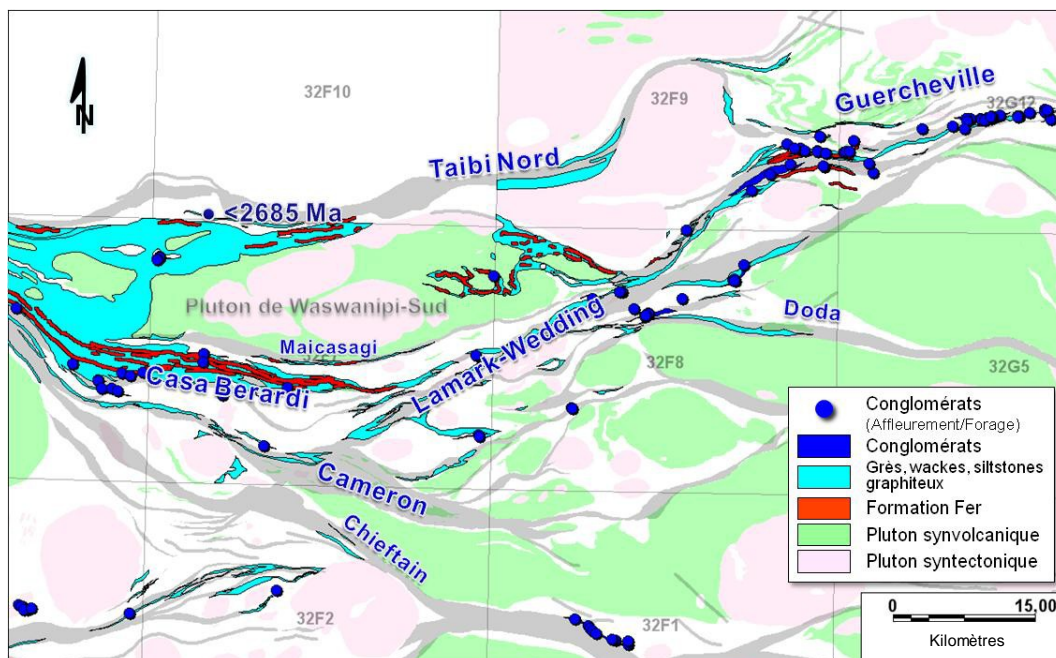 N
32F10
32F9
Guercheville
32G12
Taibi Nord
<2685 Ma
Pluton de Waswanipi-Sud
Maicasagi
Doda
Lamark-Wedding
32F8
32G5
Casa Berardi
Cameron
Chieftain
32F2
32F1
Conglomérats
(Affleurement/Forage)
Conglomérats
Grès, wackes, siltstones
graphiteux
Formation Fer
Pluton synvolcanique
Pluton syntectonique
0 15,00
Kilomètres